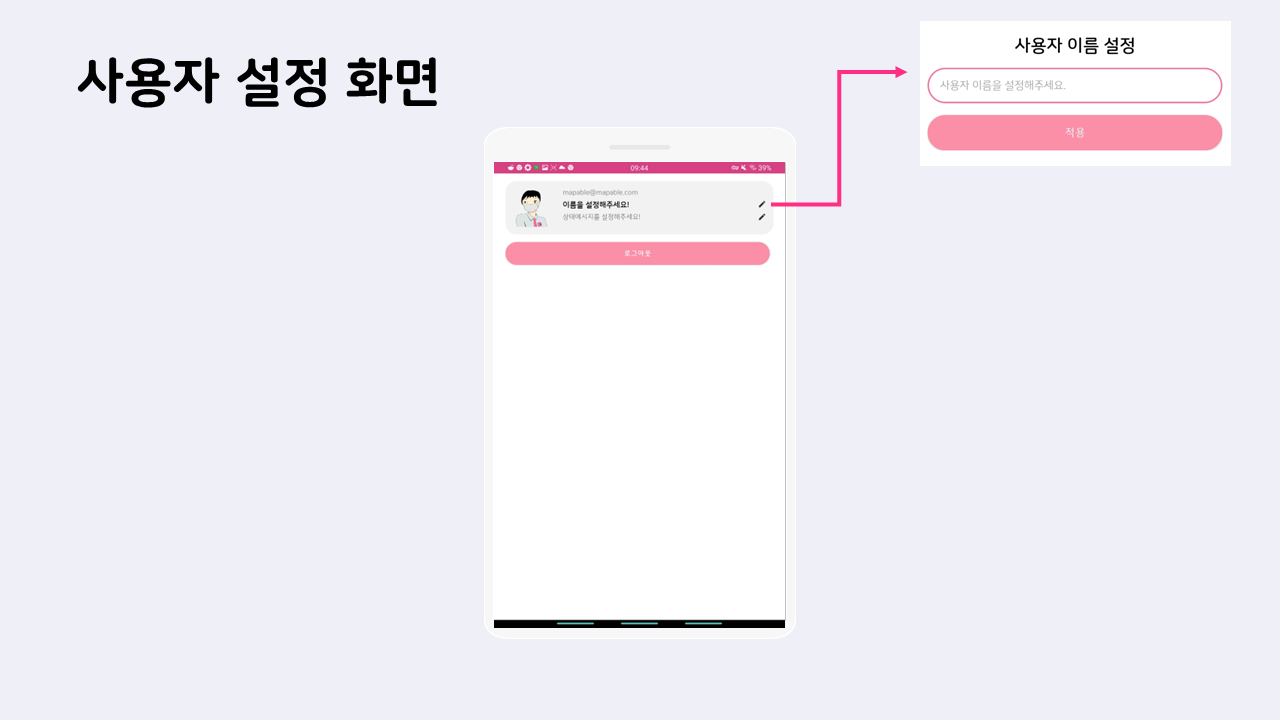 사용자 설정 화면
사용자 이름 설정
사용자 이름을 설정해주세요.
적용
09:44
39%
mapable@mapable.com
이름을 설정해주세요!
상태메시지를 설정해주세요!
로그아웃